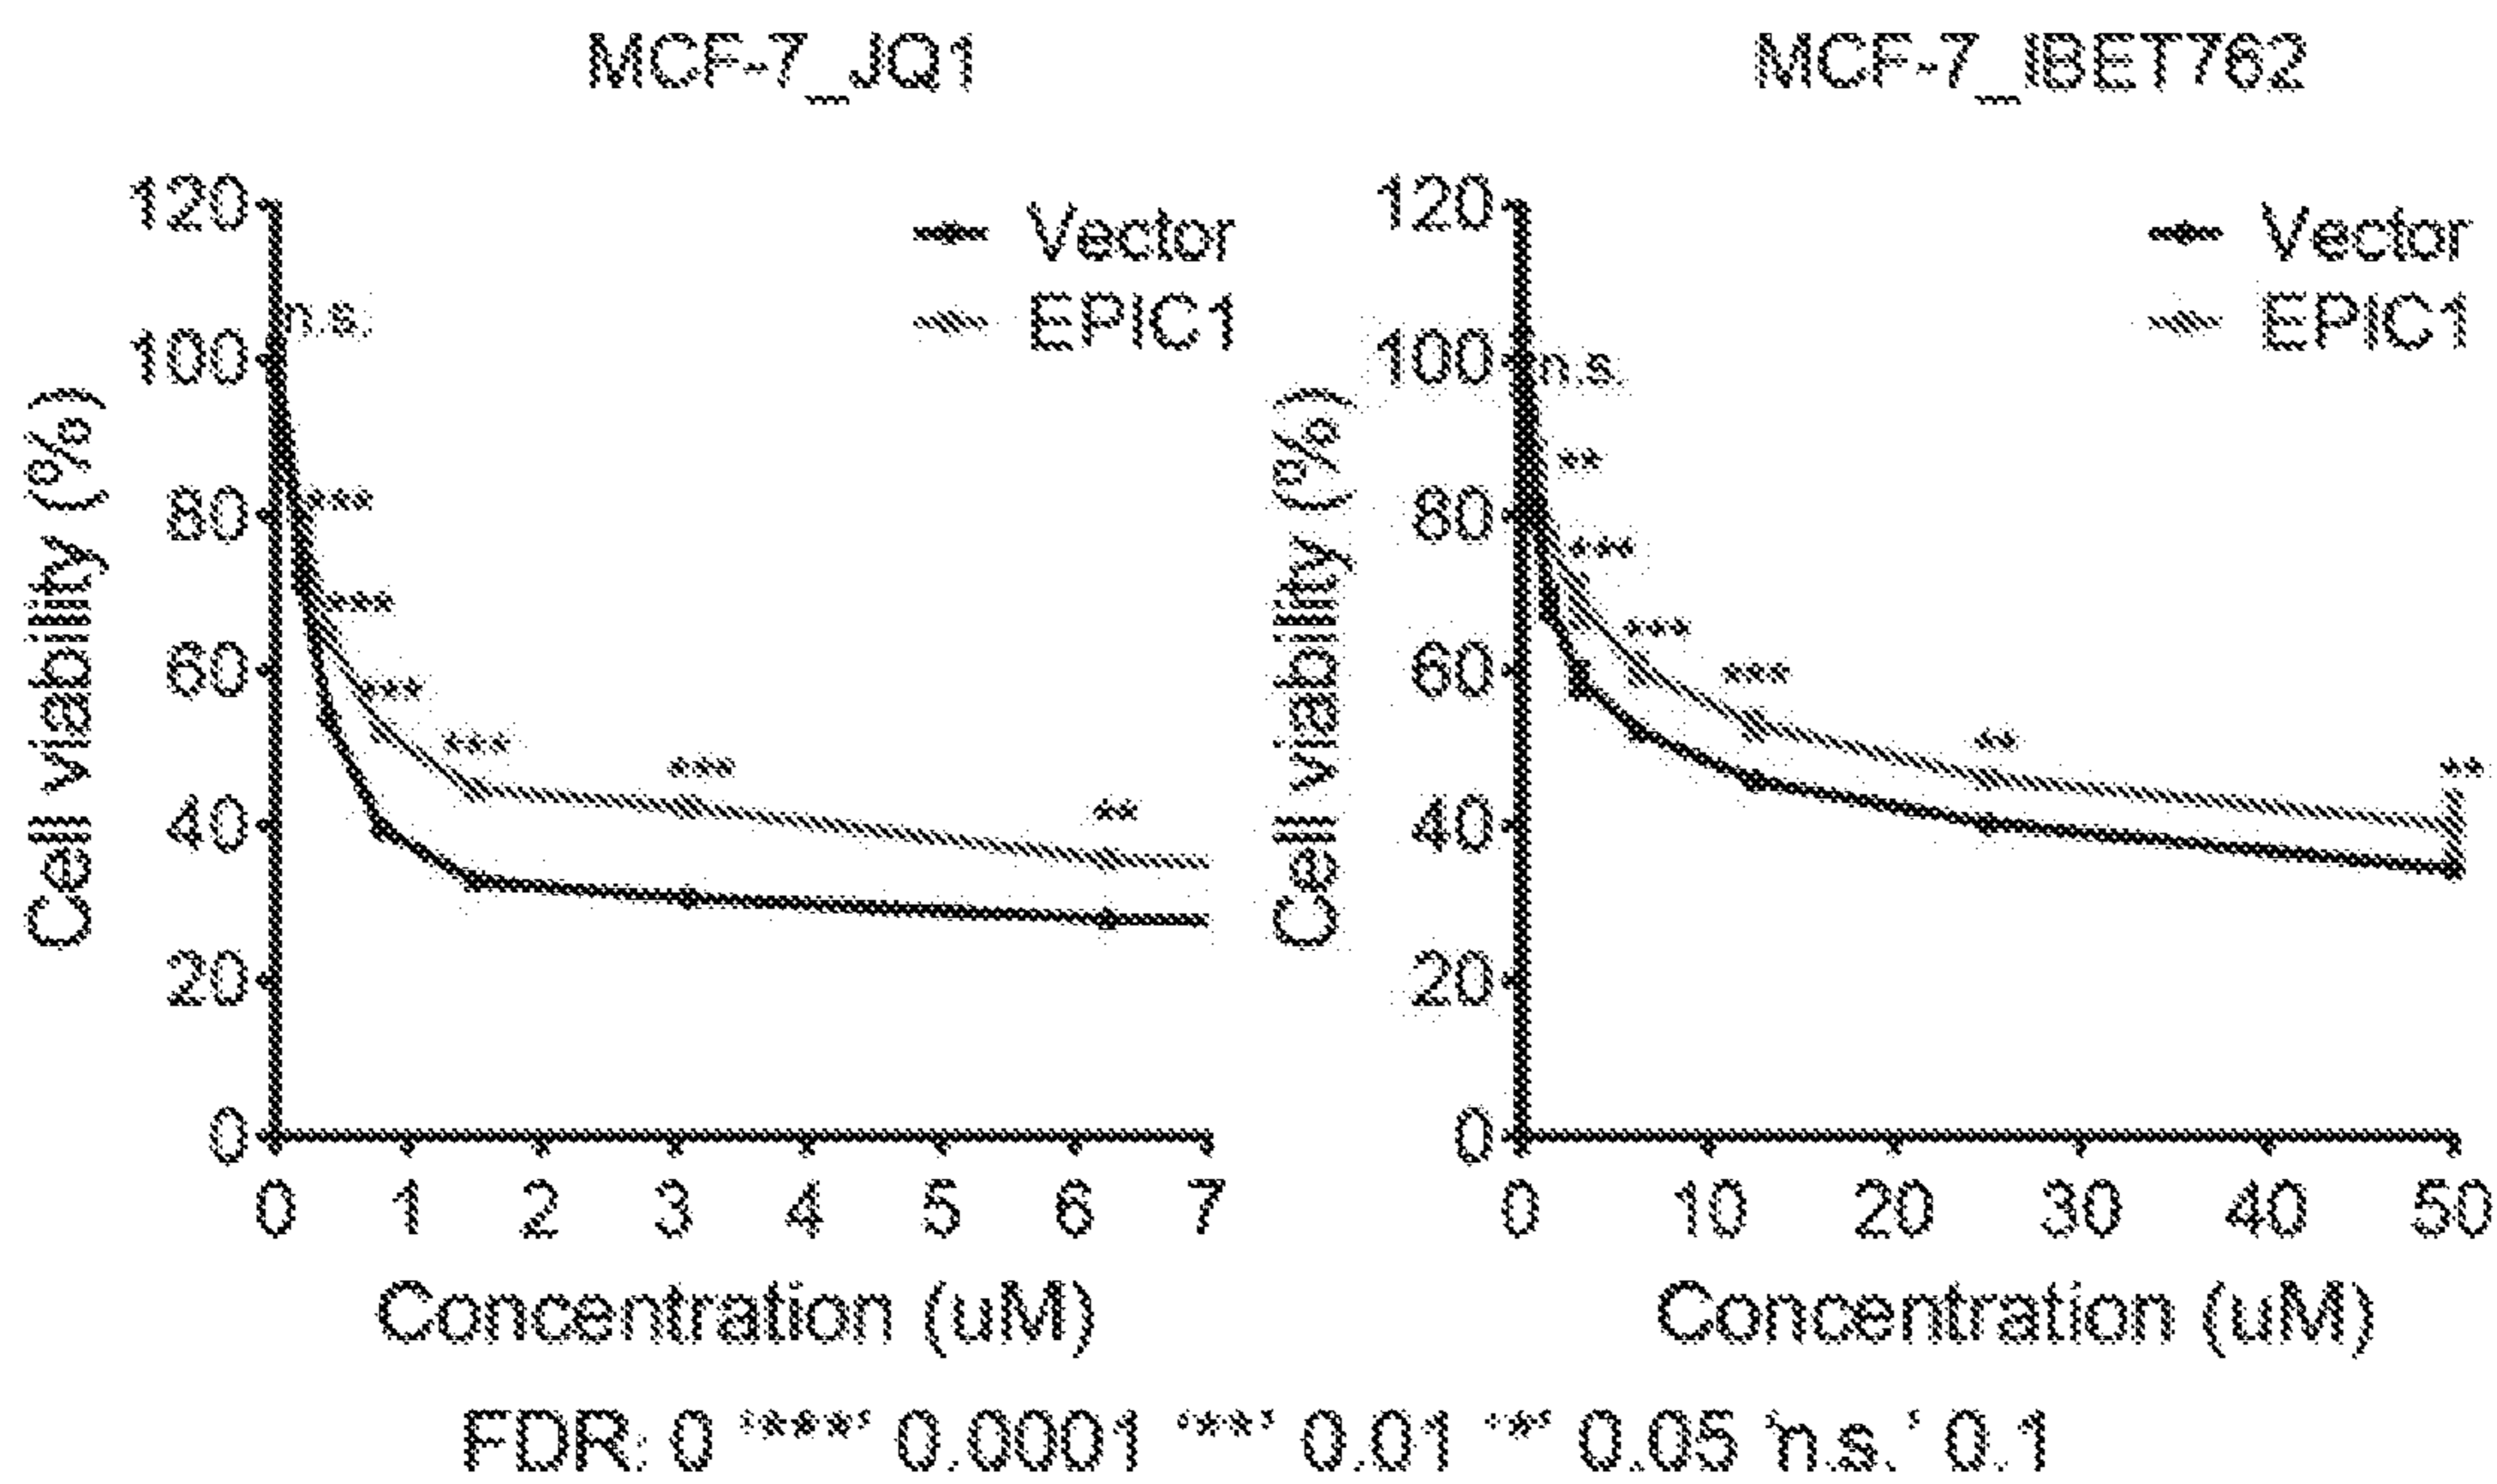 MCF-7_JQ1
120
100
80
60
40
20
0
Cell viability (%)
n.s.
***
***
***
***
***
**
Vector
EPIC1
0 1 2 3 4 5 6 7
Concentration (uM)
MCF-7_IBET762
120
100
80
60
40
20
0
Cell viability (%)
n.s.
**
***
***
***
**
**
Vector
EPIC1
0 10 20 30 40 50
Concentration (uM)
FDR: 0 '***' 0.0001 '**' 0.01 '*' 0.05 'n.s.' 0.1